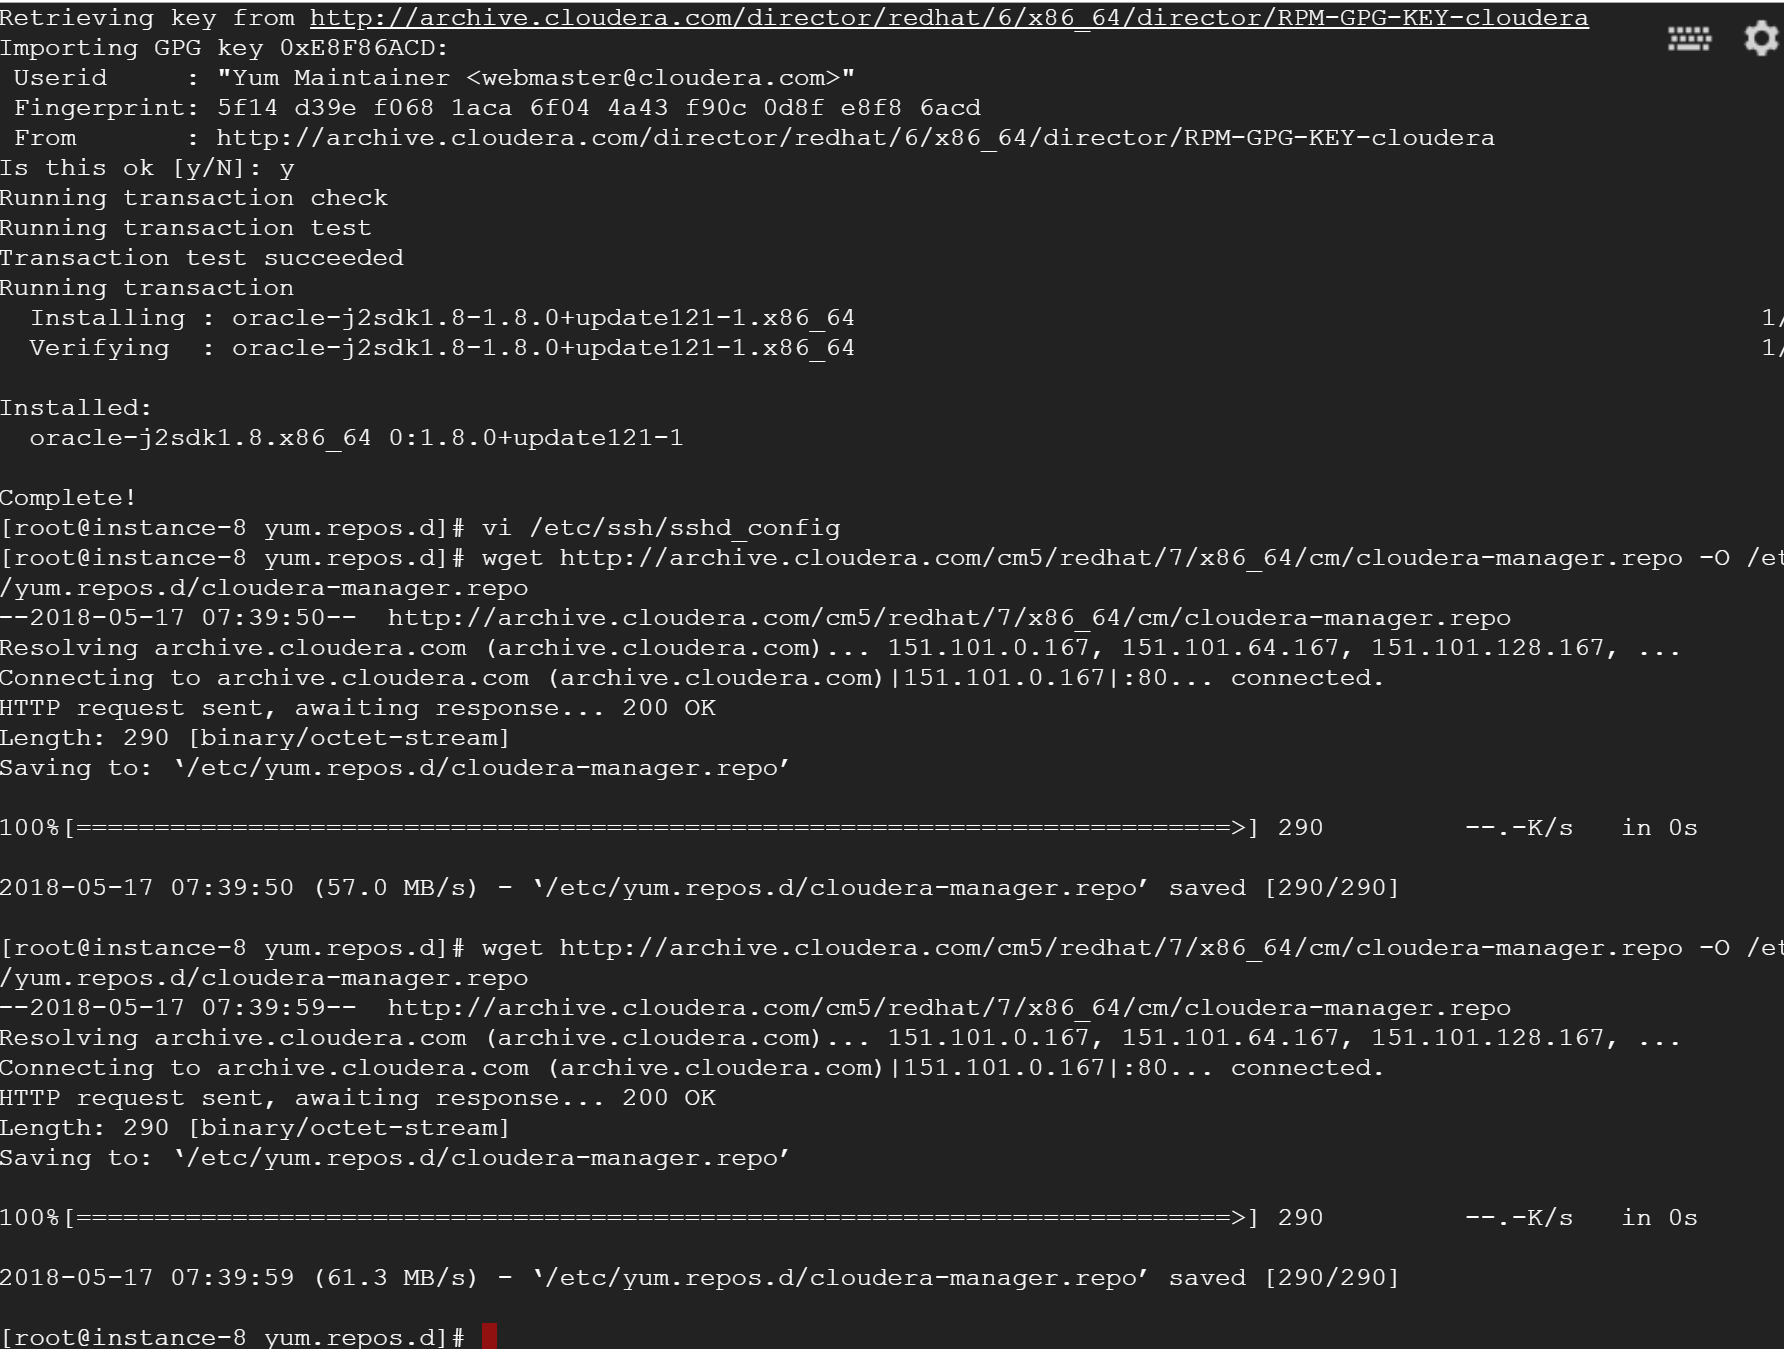 Retrieving key from http://archive.cloudera.com/director/redhat/6/x86_64/director/RPM-GPG-KEY-cloudera
Importing GPG key 0xE8F86ACD:
 Userid     : "Yum Maintainer <webmaster@cloudera.com>"
 Fingerprint: 5f14 d39e f068 1aca 6f04 4a43 f90c 0d8f e8f8 6acd
 From       : http://archive.cloudera.com/director/redhat/6/x86_64/director/RPM-GPG-KEY-cloudera
Is this ok [y/N]: y
Running transaction check
Running transaction test
Transaction test succeeded
Running transaction
  Installing : oracle-j2sdk1.8-1.8.0+update121-1.x86_64 1/
  Verifying  : oracle-j2sdk1.8-1.8.0+update121-1.x86_64 1/
Installed:
  oracle-j2sdk1.8.x86_64 0:1.8.0+update121-1
Complete!
[root@instance-8 yum.repos.d]# vi /etc/ssh/sshd_config
[root@instance-8 yum.repos.d]# wget http://archive.cloudera.com/cm5/redhat/7/x86_64/cm/cloudera-manager.repo -O /et
/yum.repos.d/cloudera-manager.repo
--2018-05-17 07:39:50--  http://archive.cloudera.com/cm5/redhat/7/x86_64/cm/cloudera-manager.repo
Resolving archive.cloudera.com (archive.cloudera.com)... 151.101.0.167, 151.101.64.167, 151.101.128.167, ...
Connecting to archive.cloudera.com (archive.cloudera.com)|151.101.0.167|:80... connected.
HTTP request sent, awaiting response... 200 OK
Length: 290 [binary/octet-stream]
Saving to: ‘/etc/yum.repos.d/cloudera-manager.repo’
100%[==========================================================================>] 290         --.-K/s   in 0s
2018-05-17 07:39:50 (57.0 MB/s) - ‘/etc/yum.repos.d/cloudera-manager.repo’ saved [290/290]
[root@instance-8 yum.repos.d]# wget http://archive.cloudera.com/cm5/redhat/7/x86_64/cm/cloudera-manager.repo -O /et
/yum.repos.d/cloudera-manager.repo
--2018-05-17 07:39:59--  http://archive.cloudera.com/cm5/redhat/7/x86_64/cm/cloudera-manager.repo
Resolving archive.cloudera.com (archive.cloudera.com)... 151.101.0.167, 151.101.64.167, 151.101.128.167, ...
Connecting to archive.cloudera.com (archive.cloudera.com)|151.101.0.167|:80... connected.
HTTP request sent, awaiting response... 200 OK
Length: 290 [binary/octet-stream]
Saving to: ‘/etc/yum.repos.d/cloudera-manager.repo’
100%[==========================================================================>] 290         --.-K/s   in 0s
2018-05-17 07:39:59 (61.3 MB/s) - ‘/etc/yum.repos.d/cloudera-manager.repo’ saved [290/290]
[root@instance-8 yum.repos.d]#